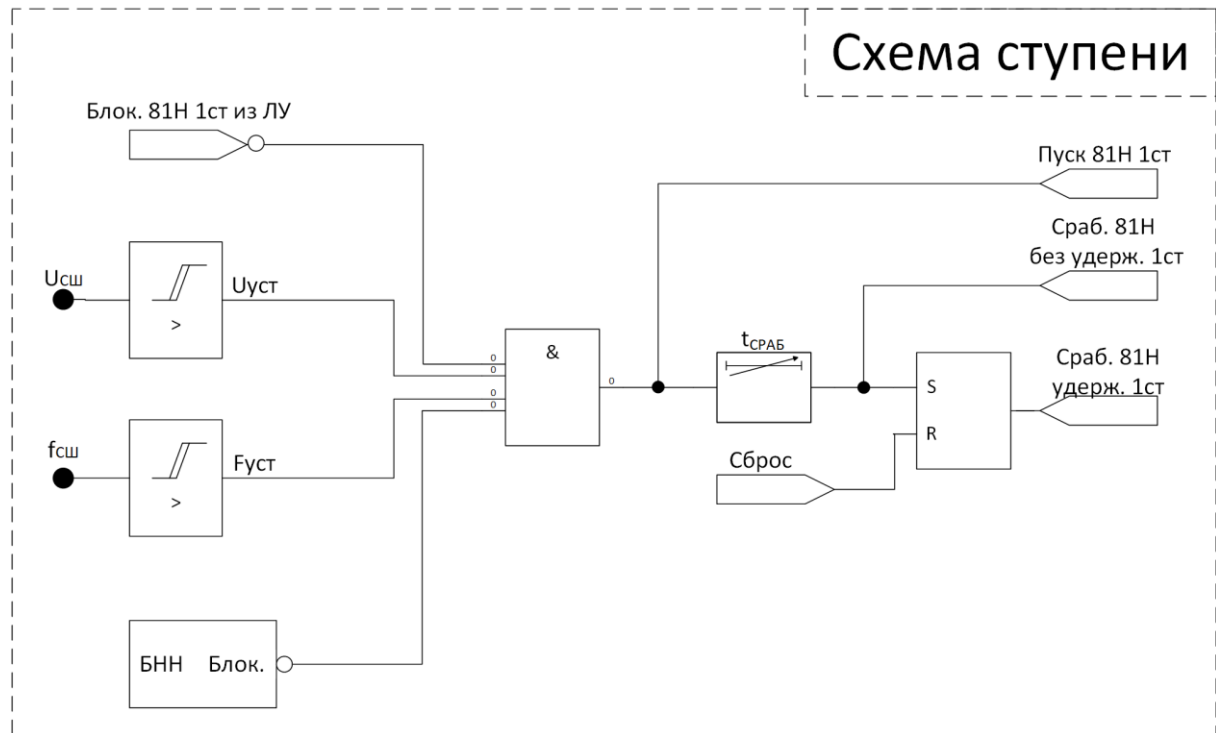 Схема ступени
Блок. 81Н 1ст из ЛУ
Пуск 81Н 1ст
Сраб. 81Н
без удерж. 1ст
Uсш
Uуст
>
&
0
0
0
0
0
tСРАБ
Сраб. 81Н
удерж. 1ст
S
R
fсш
Fуст
>
Сброс
БНН Блок.